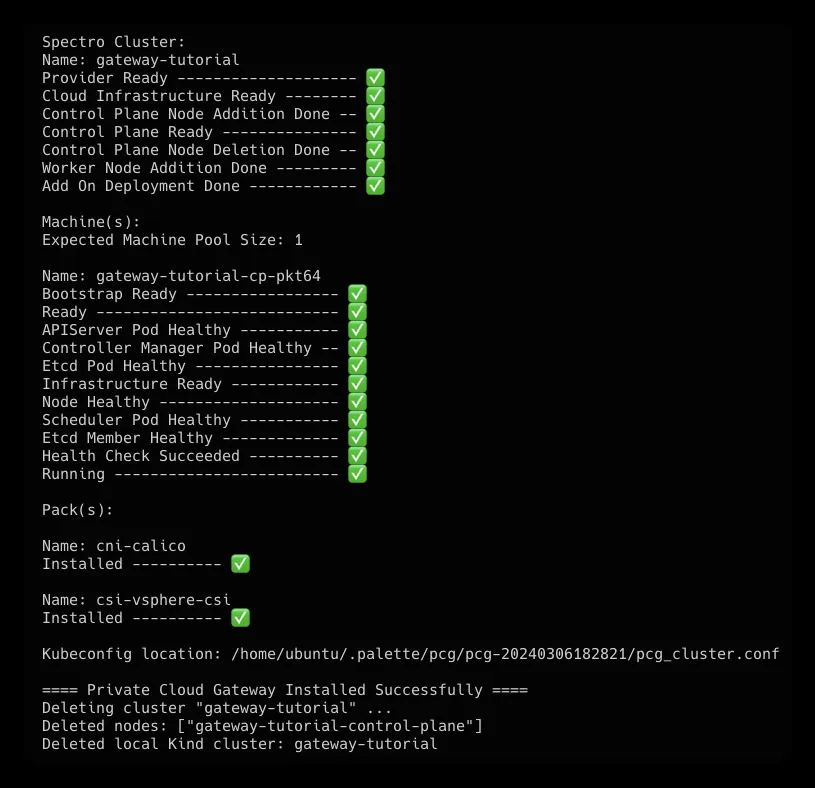 Spectro Cluster:
Name: gateway-tutorial
Provider Ready -------------------- ✅
Cloud Infrastructure Ready -------- ✅
Control Plane Node Addition Done -- ✅
Control Plane Ready --------------- ✅
Control Plane Node Deletion Done -- ✅
Worker Node Addition Done --------- ✅
Add On Deployment Done ------------ ✅
Machine(s):
Expected Machine Pool Size: 1
Name: gateway-tutorial-cp-pkt64
Bootstrap Ready ----------------- ✅
Ready --------------------------- ✅
APIServer Pod Healthy ----------- ✅
Controller Manager Pod Healthy -- ✅
Etcd Pod Healthy ---------------- ✅
Infrastructure Ready ------------ ✅
Node Healthy -------------------- ✅
Scheduler Pod Healthy ----------- ✅
Etcd Member Healthy ------------- ✅
Health Check Succeeded ---------- ✅
Running ------------------------- ✅
Pack(s):
Name: cni-calico
Installed ---------- ✅
Name: csi-vsphere-csi
Installed ---------- ✅
Kubeconfig location: /home/ubuntu/.palette/pcg/pcg-20240306182821/pcg_cluster.conf
==== Private Cloud Gateway Installed Successfully ====
Deleting cluster "gateway-tutorial" ...
Deleted nodes: ["gateway-tutorial-control-plane"]
Deleted local Kind cluster: gateway-tutorial